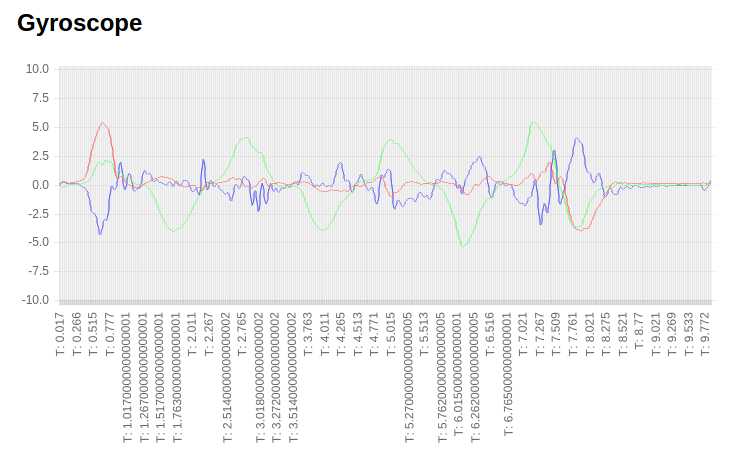 Gyroscope
10.0
7.5
5.0
2.5
0.0
-2.5
-5.0
-7.5
-10.0
T: 0.017
T: 0.266
T: 0.515
T: 0.777
T: 1.0170000000000001
T: 1.2670000000000001
T: 1.5170000000000001
T: 1.7630000000000001
T: 2.011
T: 2.267
T: 2.5140000000000002
T: 2.765
T: 3.0180000000000002
T: 3.2720000000000002
T: 3.5140000000000002
T: 3.763
T: 4.011
T: 4.265
T: 4.513
T: 4.771
T: 5.015
T: 5.2700000000000005
T: 5.513
T: 5.7620000000000005
T: 6.0150000000000001
T: 6.2620000000000005
T: 6.516
T: 6.7650000000000001
T: 7.021
T: 7.267
T: 7.509
T: 7.761
T: 8.021
T: 8.275
T: 8.521
T: 8.77
T: 9.021
T: 9.269
T: 9.533
T: 9.772